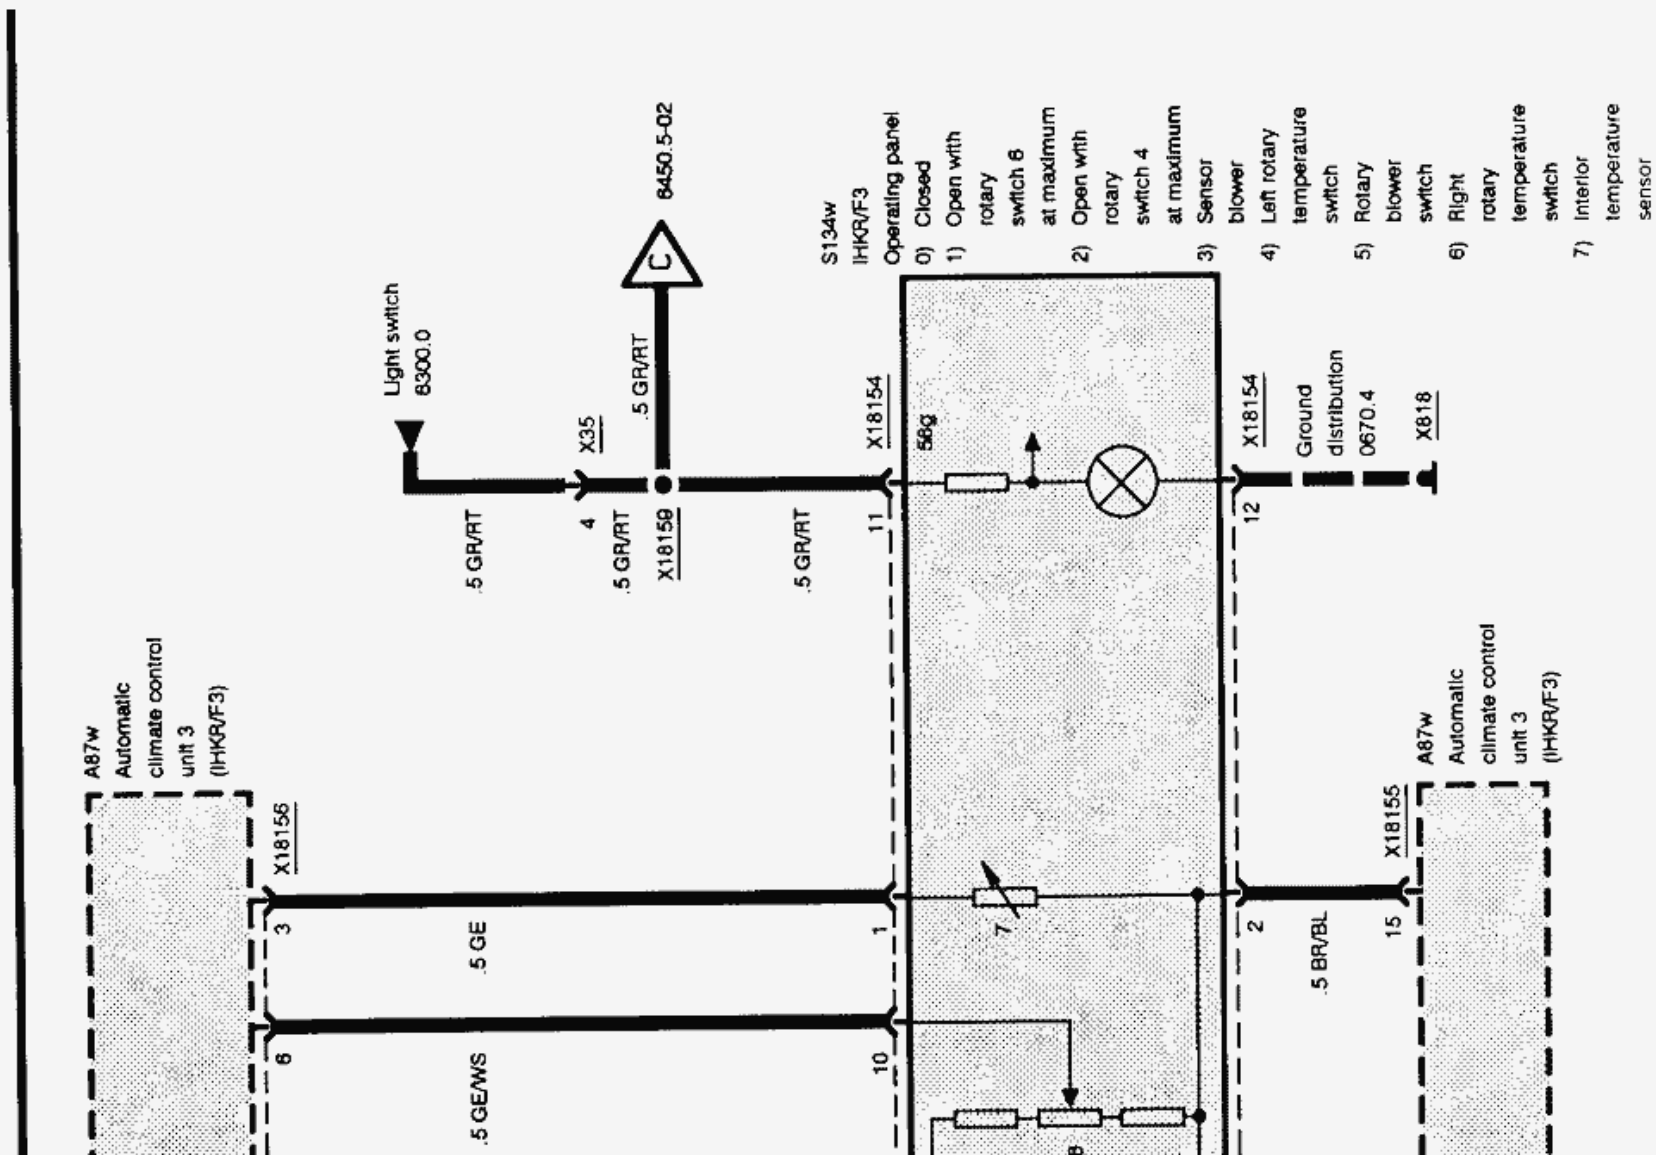 Light switch
6300.0
6450.5-02
C
.5 GR/RT
X35
4
.5 GR/RT
.5 GR/RT
X18159
.5 GR/RT
X18154
11
58g
X18154
12
Ground
distribution
0670.4
X818
S134w
IHKR/F3
Operating panel
0) Closed
1) Open with
rotary
switch 6
at maximum
2) Open with
rotary
switch 4
at maximum
3) Sensor
blower
4) Left rotary
temperature
switch
5) Rotary
blower
switch
6) Right
rotary
temperature
switch
7) Interior
temperature
sensor
A87w
Automatic
climate control
unit 3
(IHKR/F3)
X18156
3
.5 GE
1
7
2
.5 BR/BL
15
X18155
A87w
Automatic
climate control
unit 3
(IHKR/F3)
6
.5 GE/WS
10